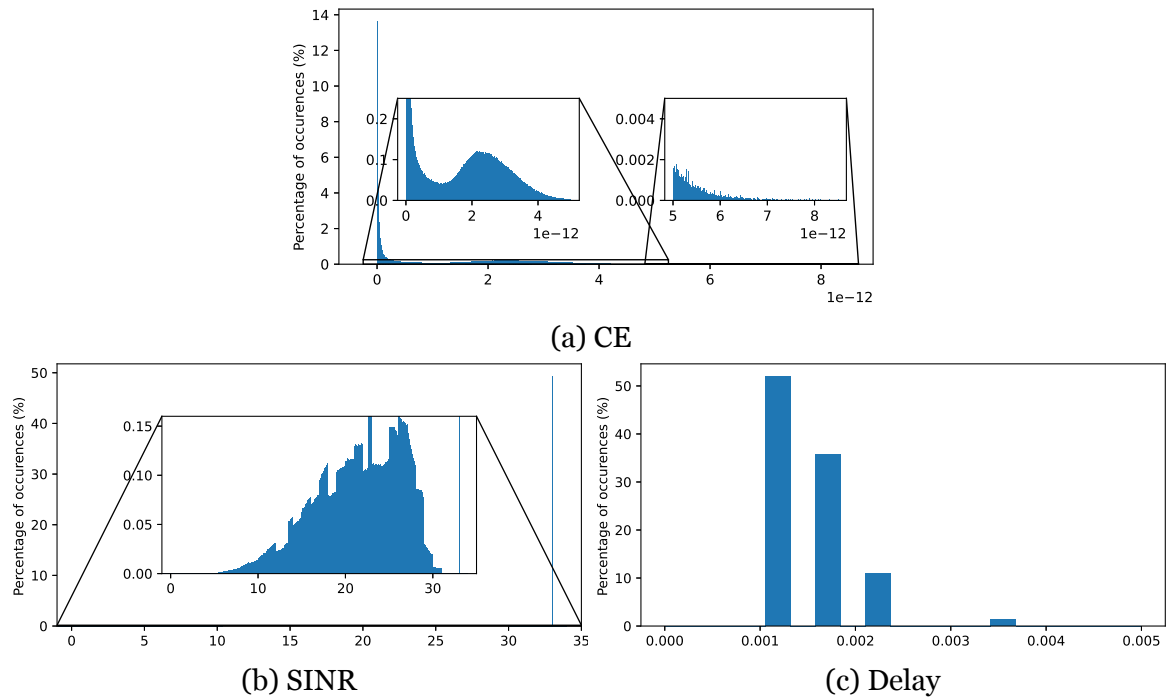 Percentage of occurences (%)
14
12
10
8
6
4
2
0
0 2 4 6 8
1e−12
0.2
0.1
0.0
0 2 4
1e−12
0.004
0.002
0.000
5 6 7 8
1e−12
(a) CE
Percentage of occurences (%)
50
40
30
20
10
0
0 5 10 15 20 25 30 35
0.15
0.10
0.05
0.00
0 10 20 30
(b) SINR
Percentage of occurences (%)
50
40
30
20
10
0
0.000 0.001 0.002 0.003 0.004 0.005
(c) Delay